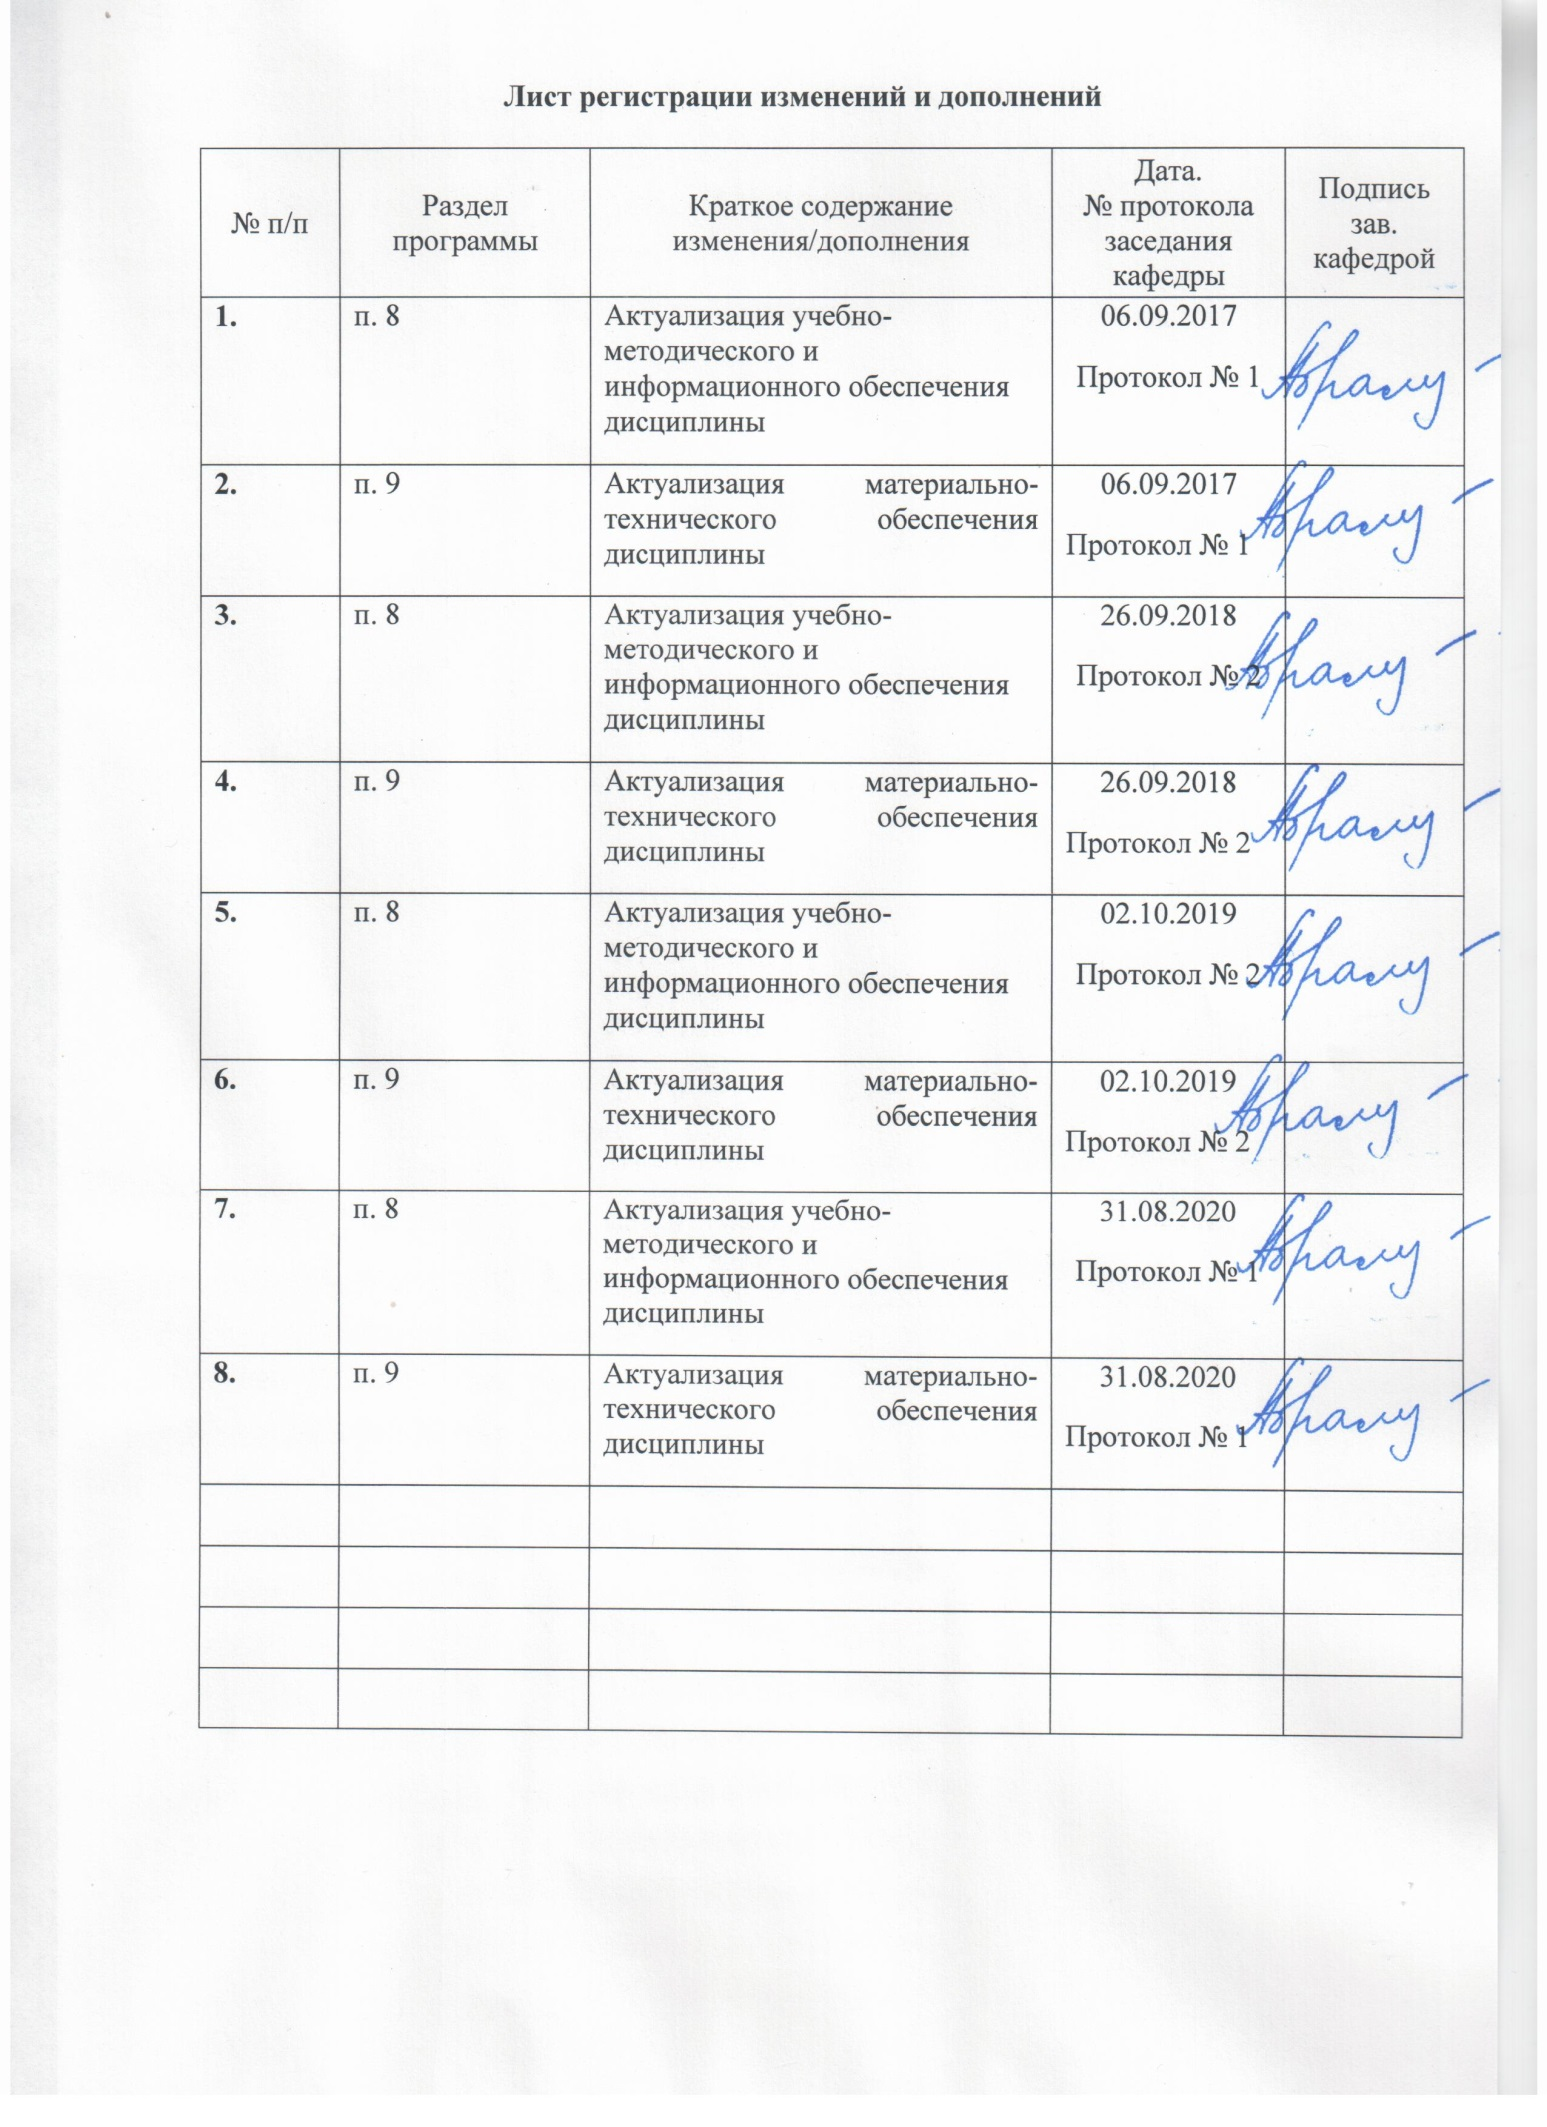 Лист регистрации изменений и дополнений
№ п/п
Раздел
программы
Краткое содержание
изменения/дополнения
Дата.
№ протокола
заседания
кафедры
Подпись
зав.
кафедрой
1.
п. 8
Актуализация учебно-
методического и
информационного обеспечения
дисциплины
06.09.2017
Протокол № 1
2.
п. 9
Актуализация материально-
технического обеспечения
дисциплины
06.09.2017
Протокол № 1
3.
п. 8
Актуализация учебно-
методического и
информационного обеспечения
дисциплины
26.09.2018
Протокол № 2
4.
п. 9
Актуализация материально-
технического обеспечения
дисциплины
26.09.2018
Протокол № 2
5.
п. 8
Актуализация учебно-
методического и
информационного обеспечения
дисциплины
02.10.2019
Протокол № 2
6.
п. 9
Актуализация материально-
технического обеспечения
дисциплины
02.10.2019
Протокол № 2
7.
п. 8
Актуализация учебно-
методического и
информационного обеспечения
дисциплины
31.08.2020
Протокол № 1
8.
п. 9
Актуализация материально-
технического обеспечения
дисциплины
31.08.2020
Протокол № 1